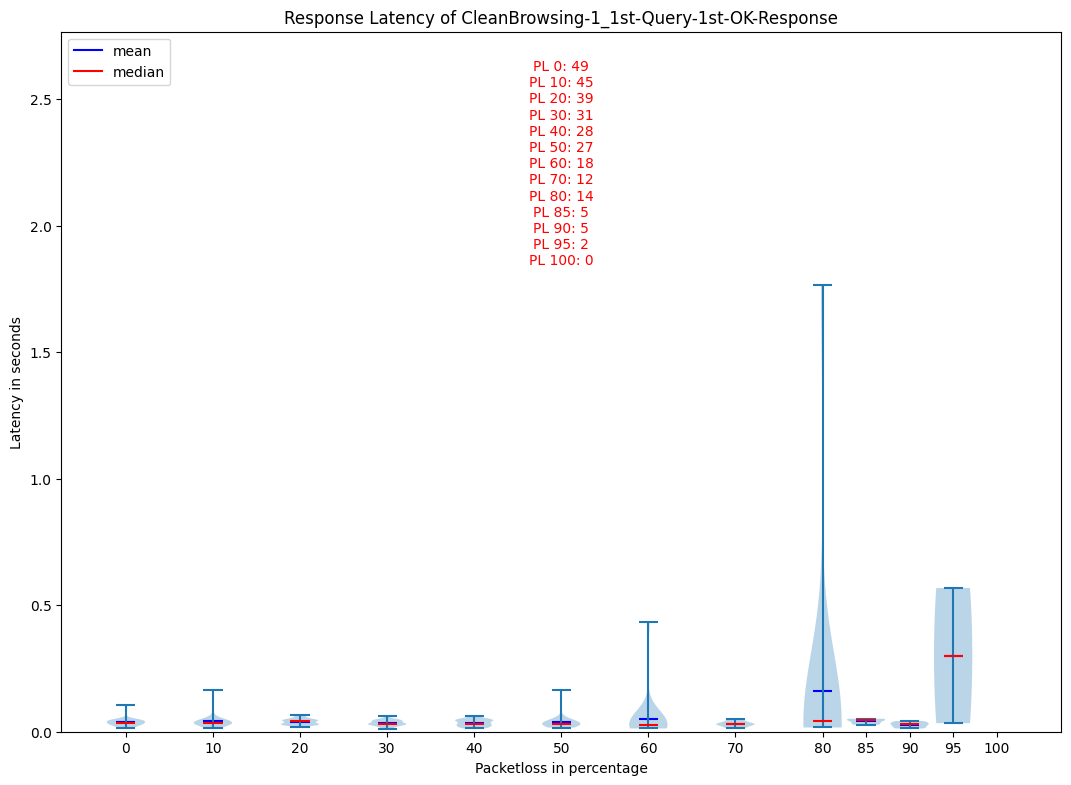 Response Latency of CleanBrowsing-1_1st-Query-1st-OK-Response
mean
median
PL 0: 49
PL 10: 45
PL 20: 39
PL 30: 31
PL 40: 28
PL 50: 27
PL 60: 18
PL 70: 12
PL 80: 14
PL 85: 5
PL 90: 5
PL 95: 2
PL 100: 0
Latency in seconds
2.5
2.0
1.5
1.0
0.5
0.0
0 10 20 30 40 50 60 70 80 85 90 95 100
Packetloss in percentage